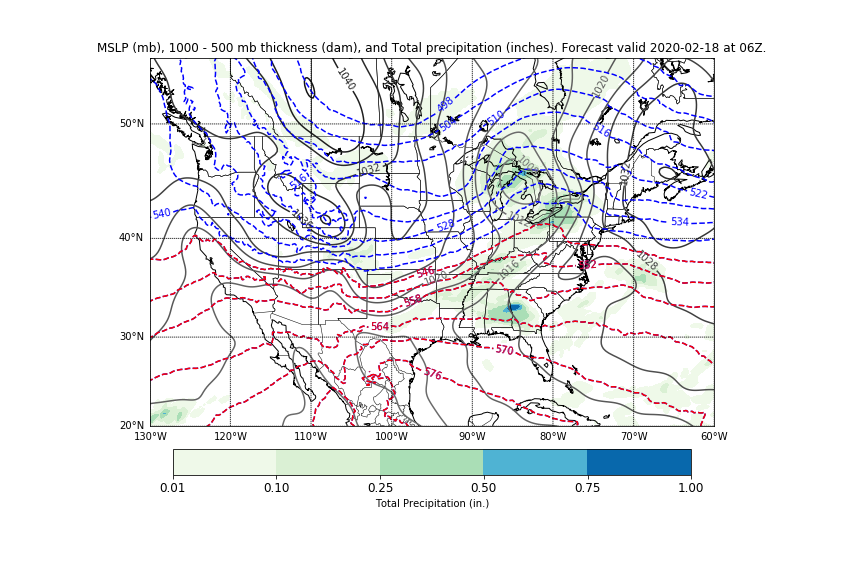 MSLP (mb), 1000 - 500 mb thickness (dam), and Total precipitation (inches). Forecast valid 2020-02-18 at 06Z.
1040
1020
498
510
50°N
516
1032
516
522
540
528
534
40°N
546
1016
1028
558
564
30°N
570
576
20°N
130°W 120°W 110°W 100°W 90°W 80°W 70°W 60°W
0.01 0.10 0.25 0.50 0.75 1.00
Total Precipitation (in.)